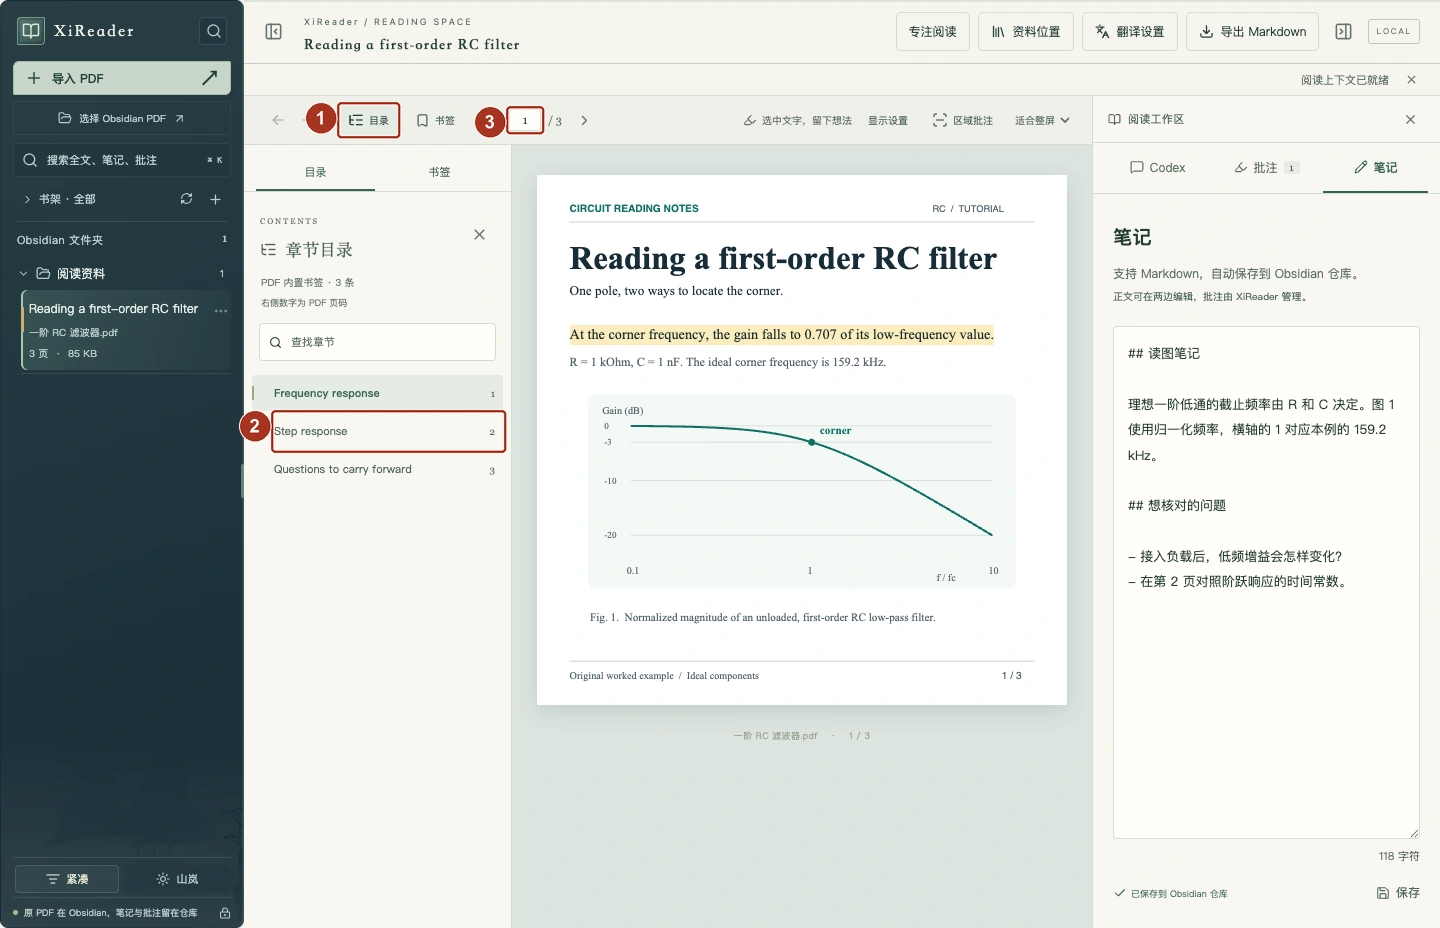 XiReader
导入 PDF
选择 Obsidian PDF
搜索全文、笔记、批注
⌘ K
书架 · 全部
Obsidian 文件夹
1
阅读资料
1
Reading a first-order RC filter
一阶 RC 滤波器.pdf
3 页 · 85 KB
紧凑
山岚
原 PDF 在 Obsidian，笔记与批注留在仓库
XiReader / READING SPACE
Reading a first-order RC filter
专注阅读
资料位置
翻译设置
导出 Markdown
LOCAL
阅读上下文已就绪
1
目录
书签
3
1
/ 3
选中文字，留下想法
显示设置
区域批注
适合整屏
目录
书签
CONTENTS
章节目录
PDF 内置书签 · 3 条
右侧数字为 PDF 页码
查找章节
Frequency response
1
2
Step response
2
Questions to carry forward
3
CIRCUIT READING NOTES
RC / TUTORIAL
Reading a first-order RC filter
One pole, two ways to locate the corner.
At the corner frequency, the gain falls to 0.707 of its low-frequency value.
R = 1 kOhm, C = 1 nF. The ideal corner frequency is 159.2 kHz.
Gain (dB)
0
-3
-10
-20
corner
0.1
1
10
f / fc
Fig. 1. Normalized magnitude of an unloaded, first-order RC low-pass filter.
Original worked example / Ideal components
1 / 3
一阶 RC 滤波器.pdf · 1 / 3
阅读工作区
Codex
批注
1
笔记
笔记
支持 Markdown，自动保存到 Obsidian 仓库。
正文可在两边编辑，批注由 XiReader 管理。
## 读图笔记
理想一阶低通的截止频率由 R 和 C 决定。图 1
使用归一化频率，横轴的 1 对应本例的 159.2
kHz。
## 想核对的问题
- 接入负载后，低频增益会怎样变化？
- 在第 2 页对照阶跃响应的时间常数。
118 字符
已保存到 Obsidian 仓库
保存